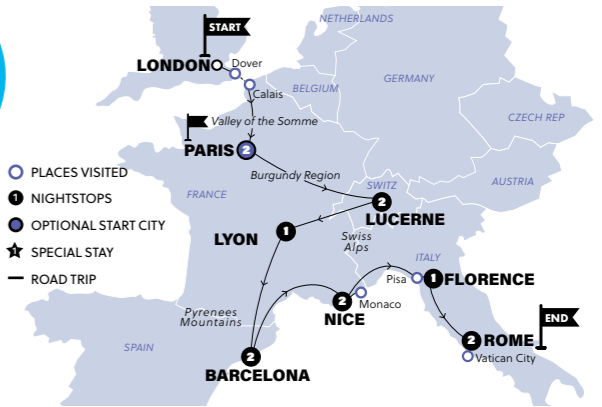 NETHERLANDS
START
LONDON
Dover
GERMANY
BELGIUM
Calais
CZECH REP
Valley of the Somme
PARIS
2
Burgundy Region
PLACES VISITED
SWITZ
AUSTRIA
1
NIGHTSTOPS
FRANCE
2
LUCERNE
OPTIONAL START CITY
LYON
1
Swiss
Alps
1
SPECIAL STAY
ITALY
ROAD TRIP
Pisa
1
FLORENCE
2
Monaco
NICE
Pyrenees
Mountains
END
SPAIN
2
ROME
2
Vatican City
BARCELONA